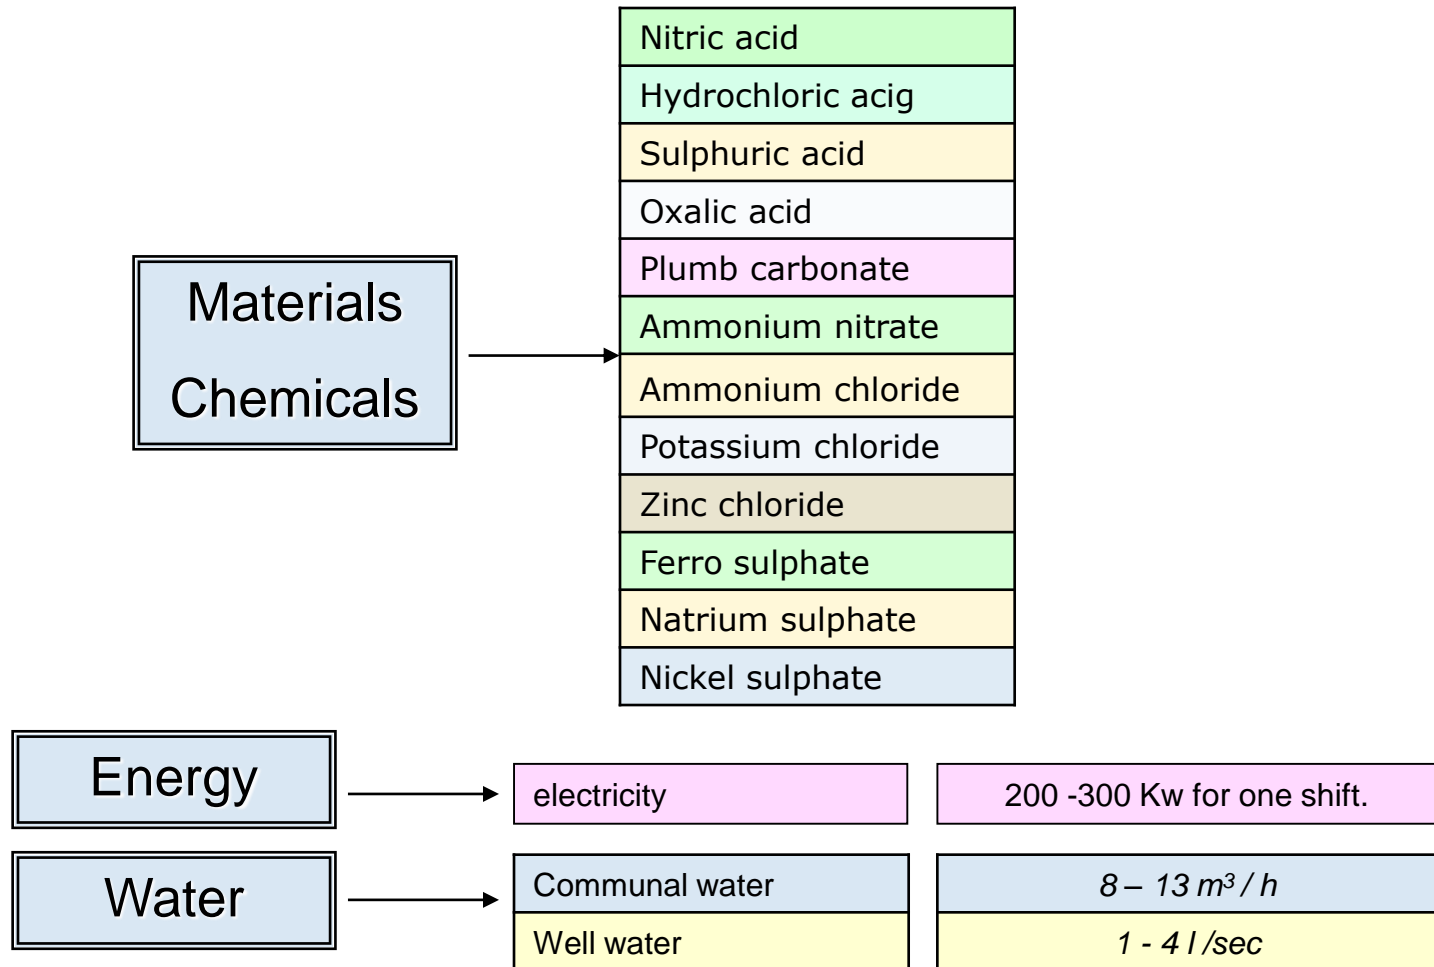 Nitric acid
Hydrochloric acig
Sulphuric acid
Oxalic acid
Plumb carbonate
Materials
Chemicals
Ammonium nitrate
Ammonium chloride
Potassium chloride
Zinc chloride
Ferro sulphate
Natrium sulphate
Nickel sulphate
Energy
electricity
200 -300 Kw for one shift.
Water
Communal water
8 – 13 m³ / h
Well water
1 - 4 l /sec